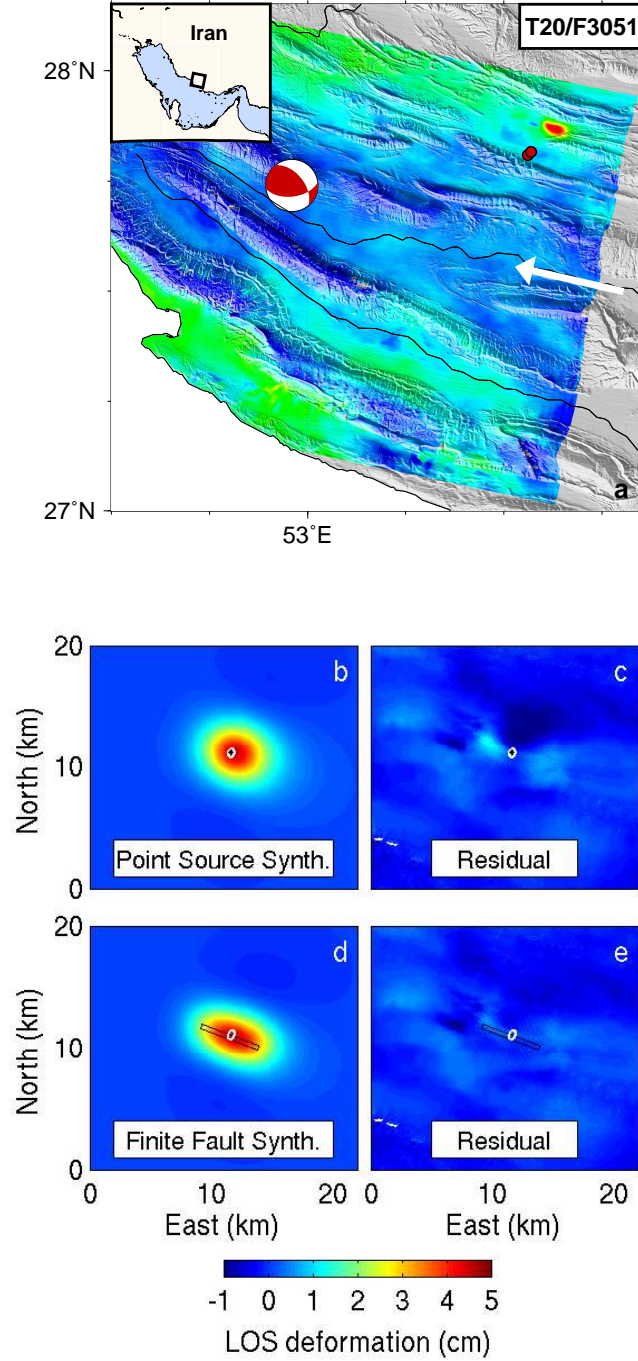 Iran
T20/F3051
28°N
27°N
53°E
a
20
10
0
North (km)
b
Point Source Synth.
c
Residual
20
10
0
North (km)
d
Finite Fault Synth.
e
Residual
0 10 20
0 10 20
East (km)
East (km)
-1 0 1 2 3 4 5
LOS deformation (cm)